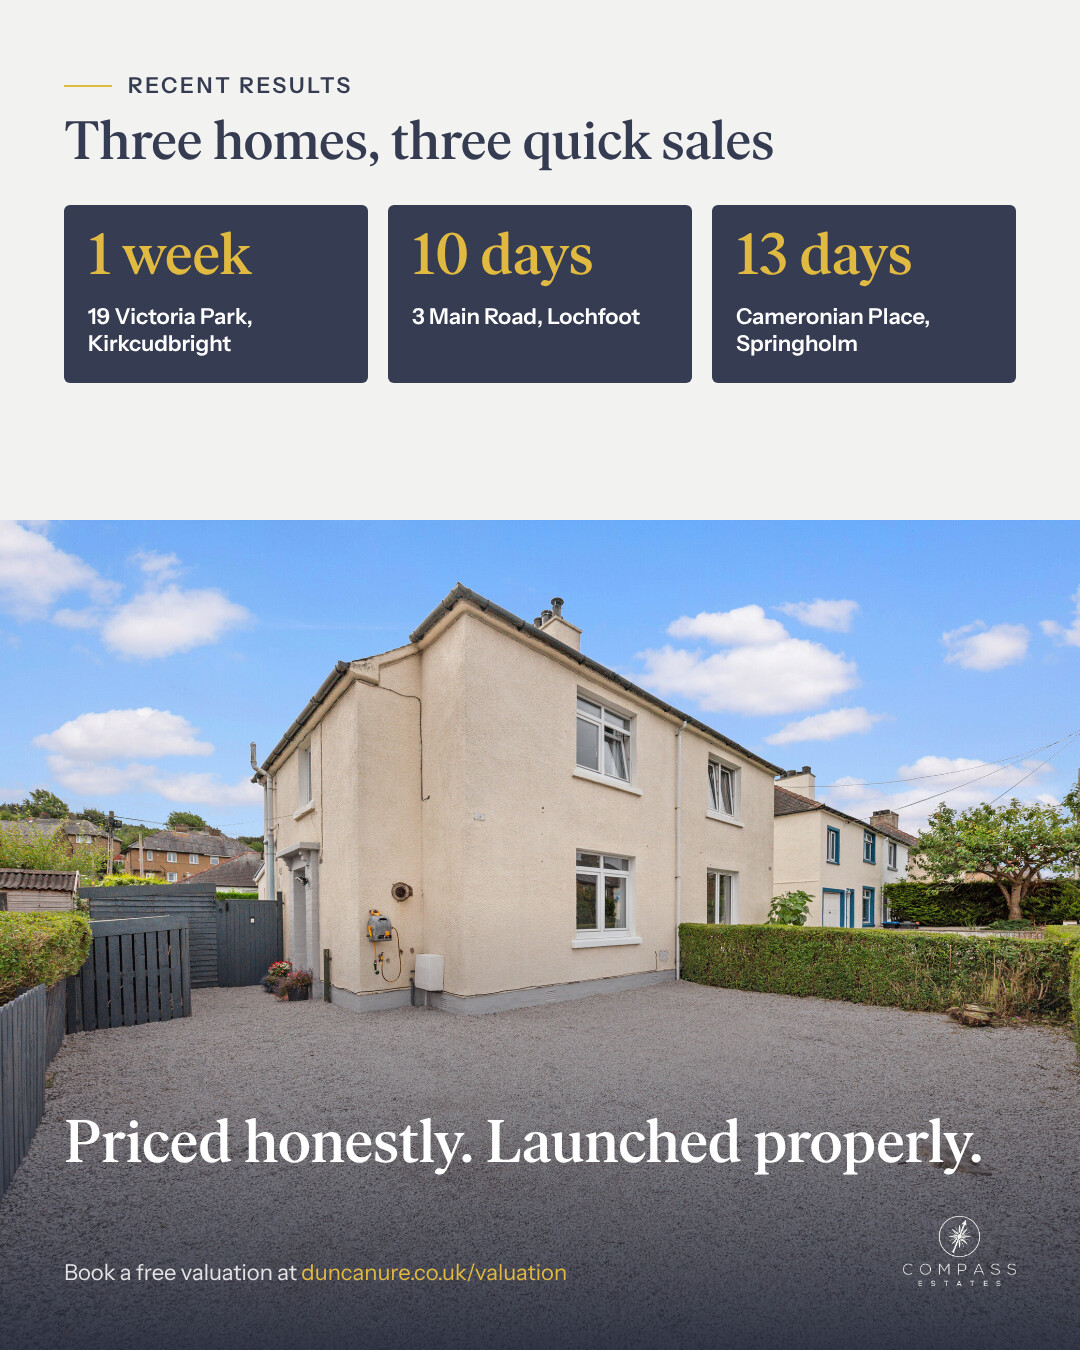 RECENT RESULTS
Three homes, three quick sales
1 week
19 Victoria Park,
Kirkcudbright
10 days
3 Main Road, Lochfoot
13 days
Cameronian Place,
Springholm
Priced honestly. Launched properly.
Book a free valuation at duncanure.co.uk/valuation
COMPASS
ESTATES